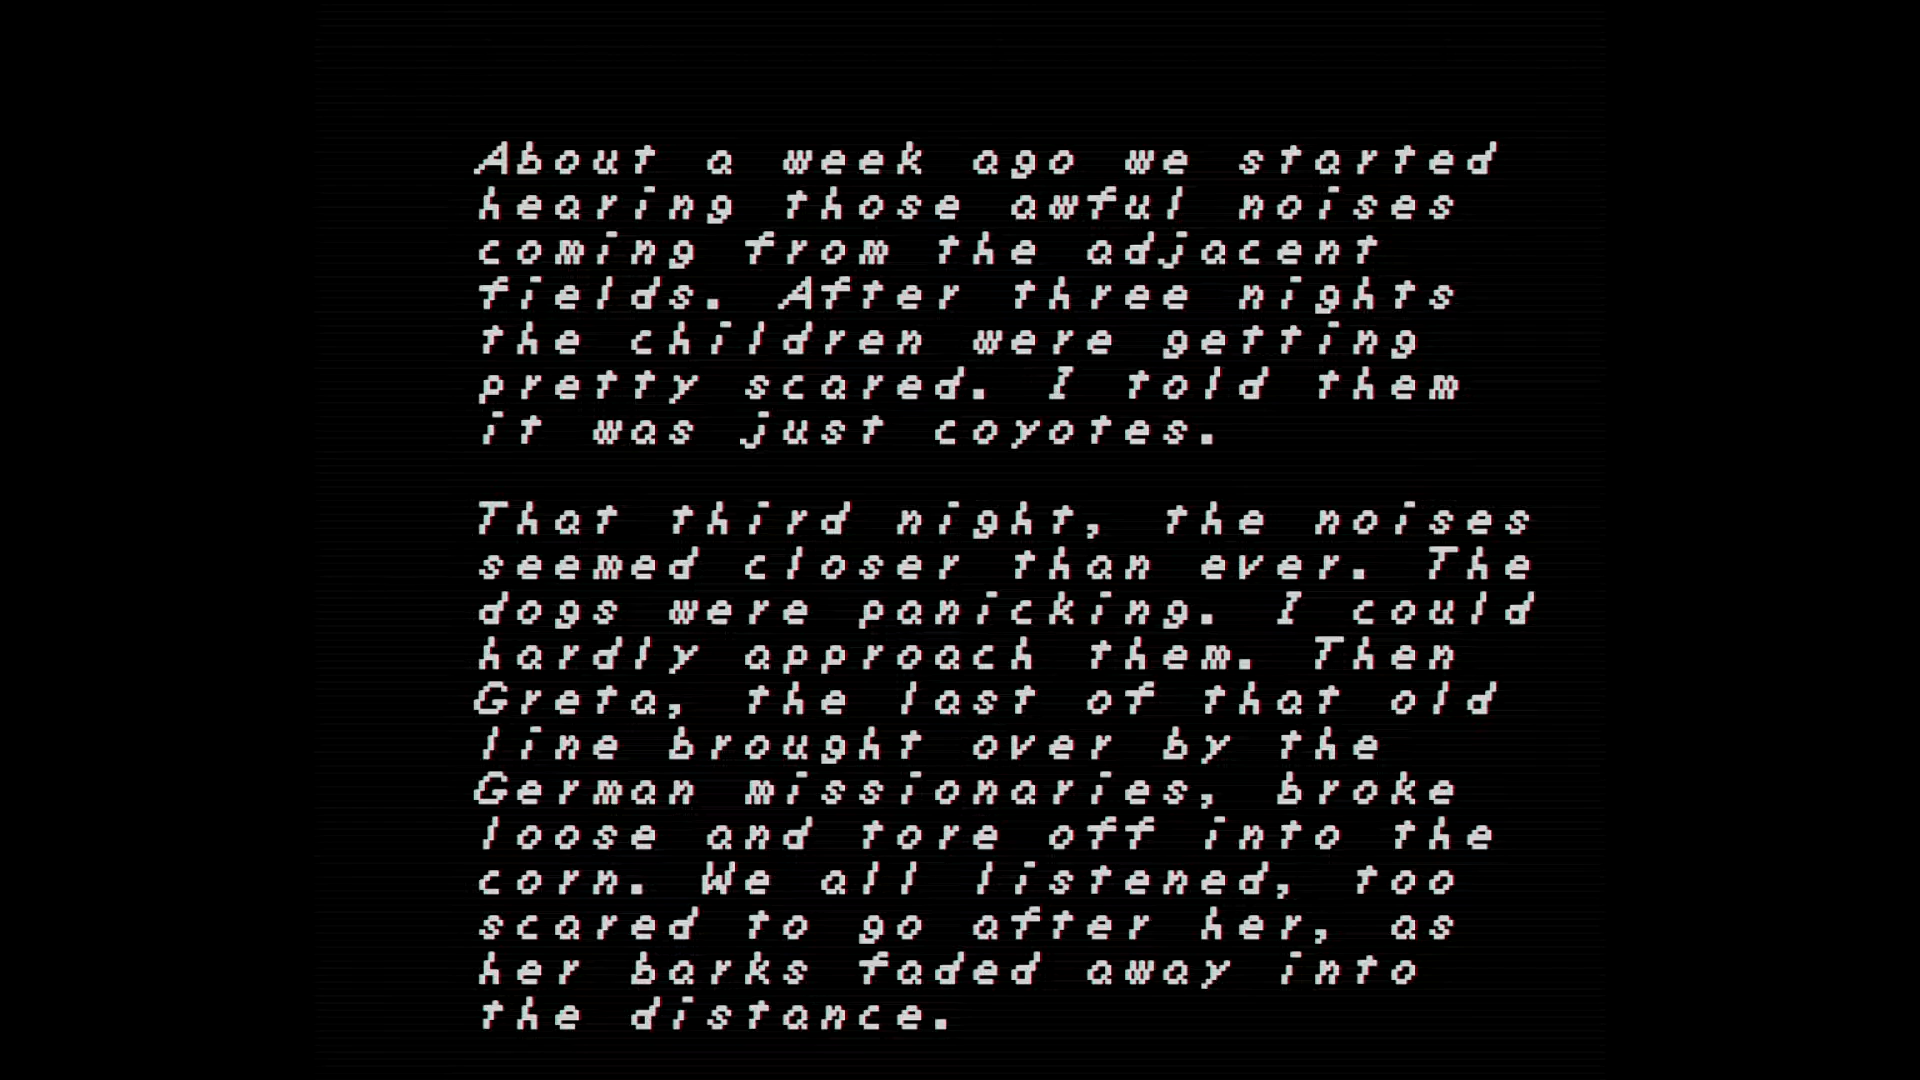 About a week ago we started
hearing those awful noises
coming from the adjacent
fields. After three nights
the children were getting
pretty scared. I told them
it was just coyotes.
That third night, the noises
seemed closer than ever. The
dogs were panicking. I could
hardly approach them. Then
Greta, the last of that old
line brought over by the
German missionaries, broke
loose and tore off into the
corn. We all listened, too
scared to go after her, as
her barks faded away into
the distance.